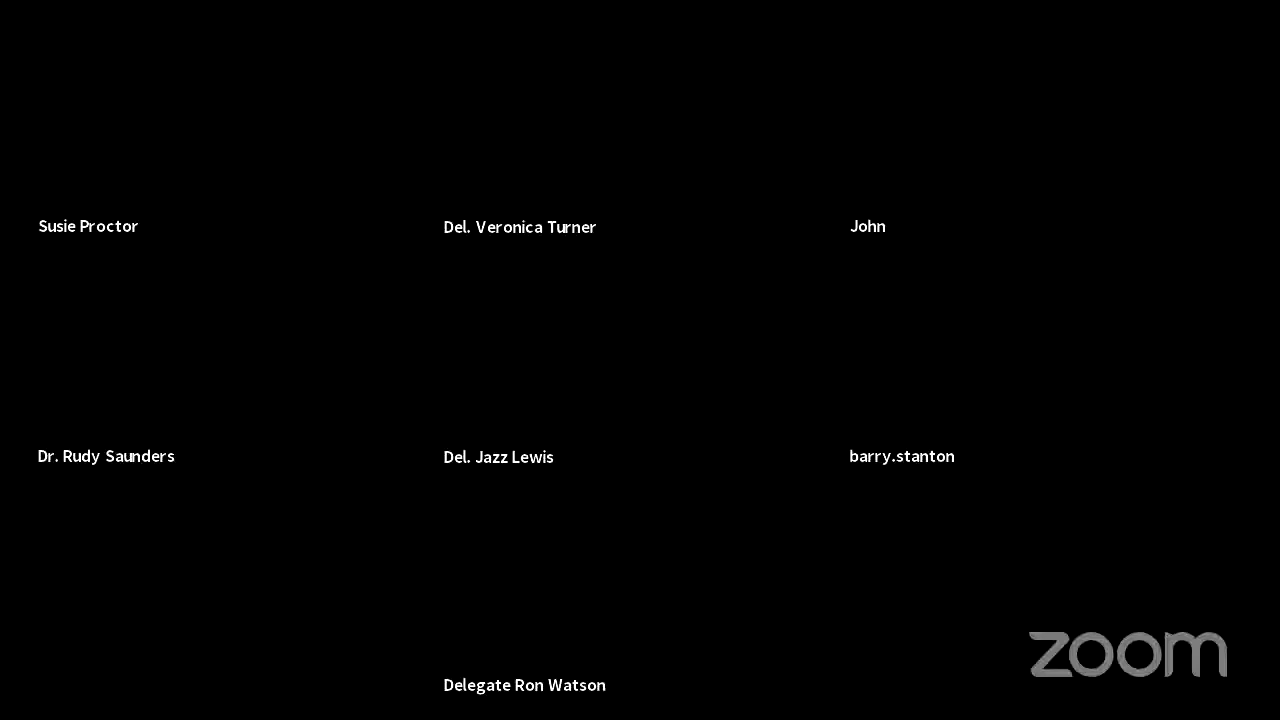 Susie Proctor
Del. Veronica Turner
John
Dr. Rudy Saunders
Del. Jazz Lewis
barry.stanton
zoom
Delegate Ron Watson